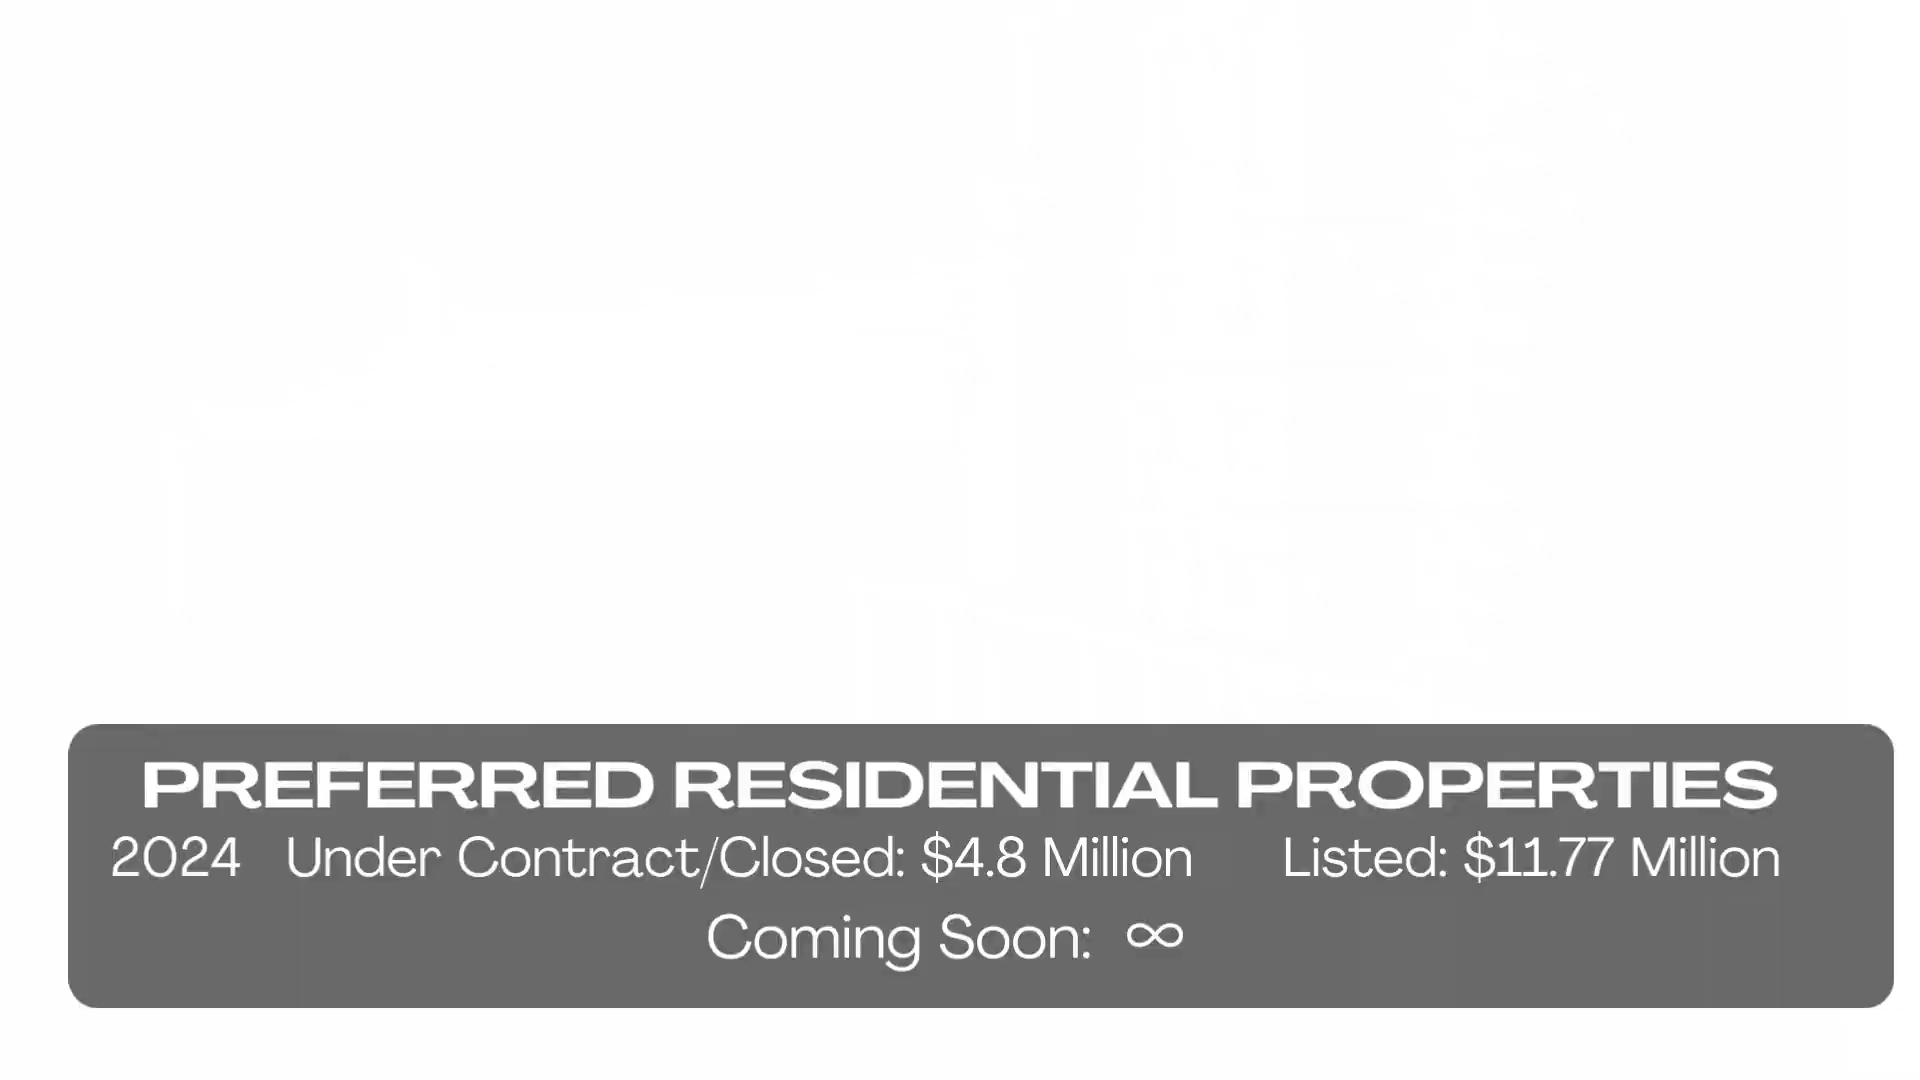 PREFERRED RESIDENTIAL PROPERTIES
2024 Under Contract/Closed: $4.8 Million Listed: $11.77 Million
Coming Soon: ∞